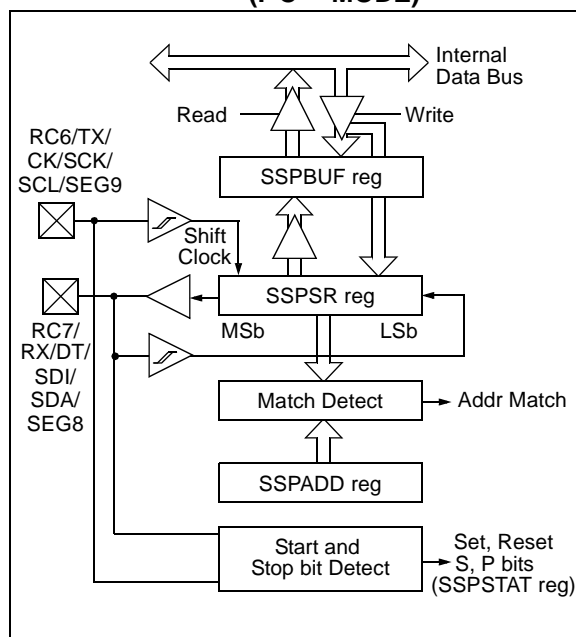 MODE)
Internal
Data Bus
Read
Write
RC6/TX/
CK/SCK/
SCL/SEG9
SSPBUF reg
Shift
Clock
SSPSR reg
MSb
LSb
RC7/
RX/DT/
SDI/
SDA/
SEG8
Match Detect
Addr Match
SSPADD reg
Start and
Stop bit Detect
Set, Reset
S, P bits
(SSPSTAT reg)